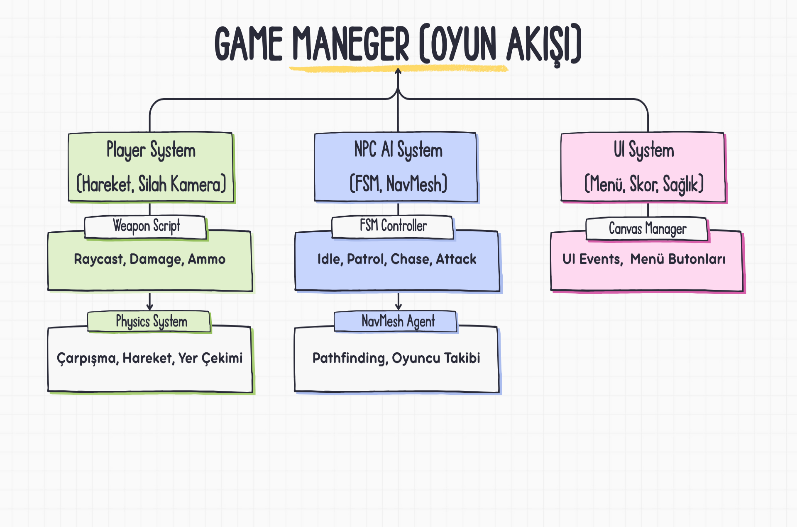 GAME MANEGER (OYUN AKIŞI)
Player System
(Hareket, Silah Kamera)
Weapon Script
Raycast, Damage, Ammo
Physics System
Çarpışma, Hareket, Yer Çekimi
NPC AI System
(FSM, NavMesh)
FSM Controller
Idle, Patrol, Chase, Attack
NavMesh Agent
Pathfinding, Oyuncu Takibi
UI System
(Menü, Skor, Sağlık)
Canvas Manager
UI Events, Menü Butonları